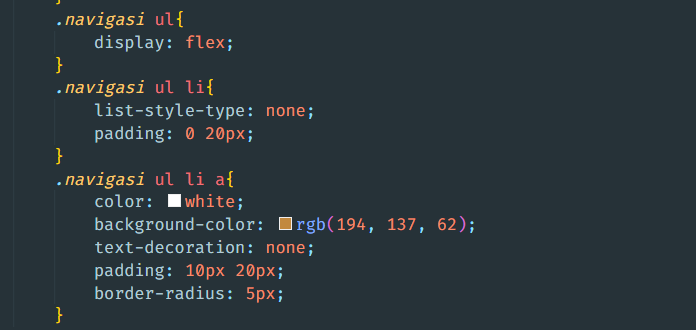 }
.navigasi ul{
display: flex;
}
.navigasi ul li{
list-style-type: none;
padding: 0 20px;
}
.navigasi ul li a{
color: white;
background-color: rgb(194, 137, 62);
text-decoration: none;
padding: 10px 20px;
border-radius: 5px;
}